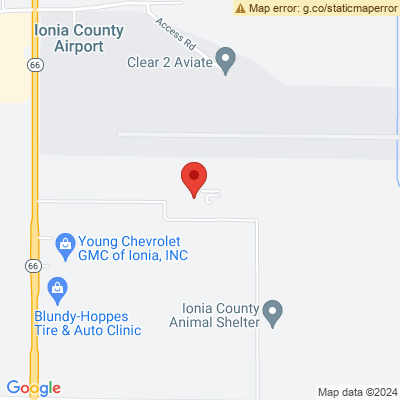 Map error: g.co/staticmaperror
Ionia County
Airport
Access Rd
Clear 2 Aviate
66
Young Chevrolet
GMC of Ionia, INC
66
Blundy-Hoppes
Tire & Auto Clinic
Ionia County
Animal Shelter
Google
Map data ©2024